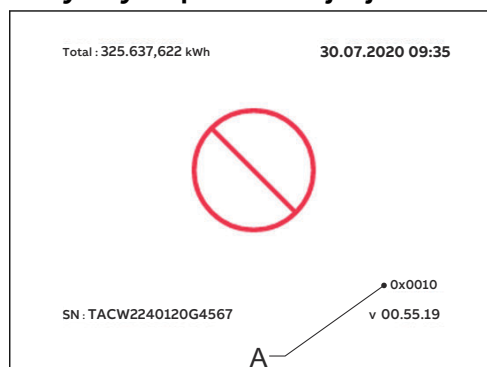 Total : 325.637,622 kWh
30.07.2020 09:35
0x0010
SN : TACW2240120G4567
v 00.55.19
A